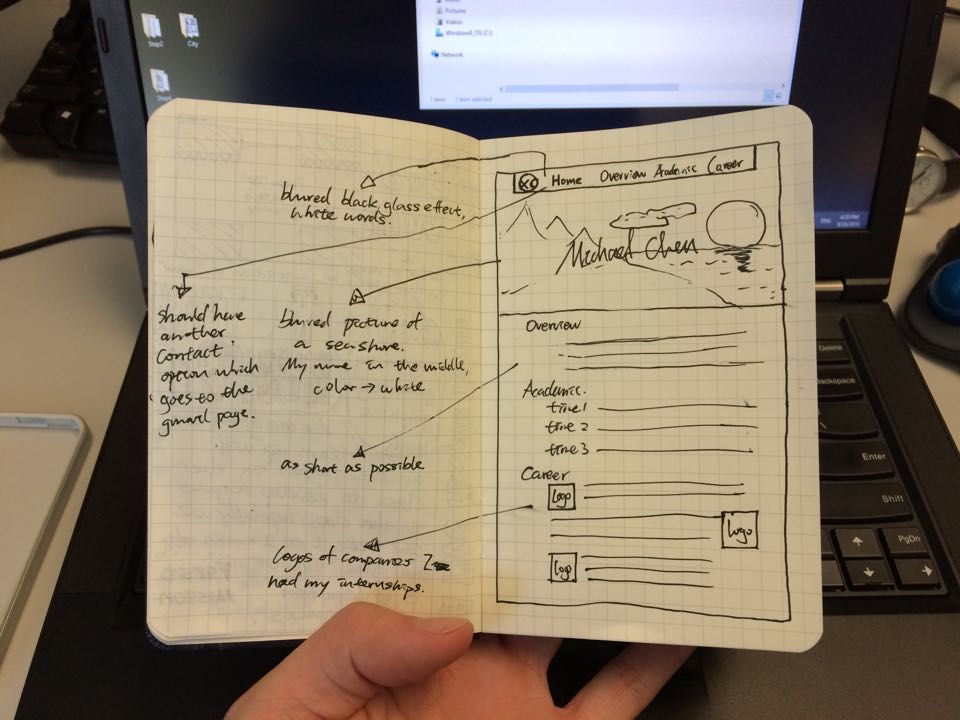 Step2
City
Pictures
Videos
Windows8_OS (C:)
Network
1 item
1 item selected
ENG
blured black glass effect,
white words.
should have
another
contact
option which
goes to the
gmail page.
blured picture of
a seashore.
My name in the middle,
color → white
as short as possible
Logos of companies I
had my internships.
Home Overview Academic Career
Michael Chen
Overview
Academic.
time 1
time 2
time 3
Career
Logo
Logo
Logo
Delete
Backspace
Enter
Shift
PgDn